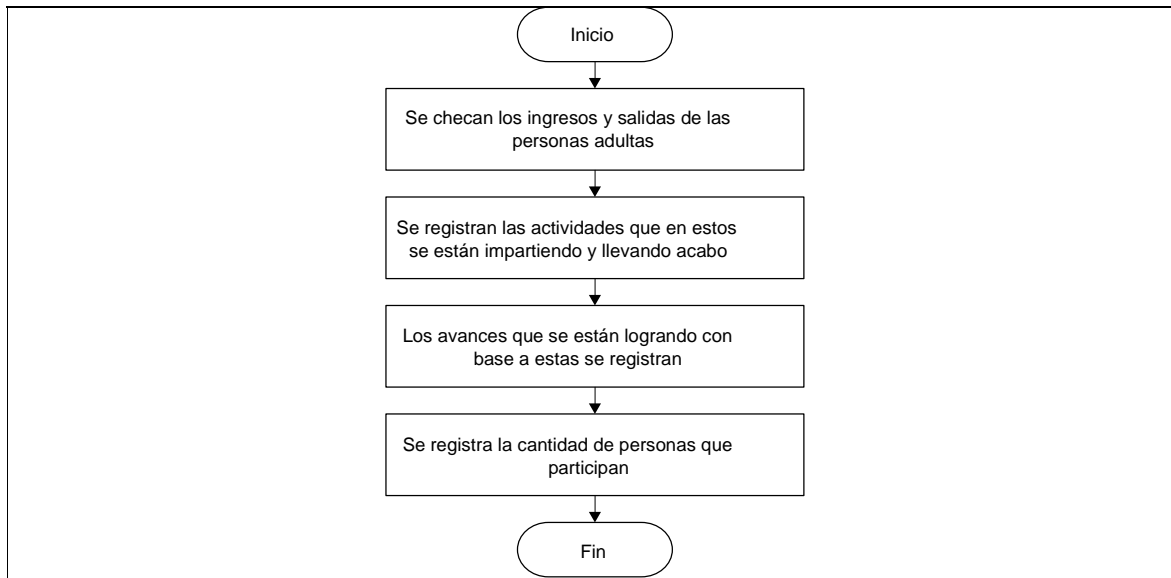 Inicio
Se checan los ingresos y salidas de las
personas adultas
Se registran las actividades que en estos
se están impartiendo y llevando acabo
Los avances que se están logrando con
base a estas se registran
Se registra la cantidad de personas que
participan
Fin